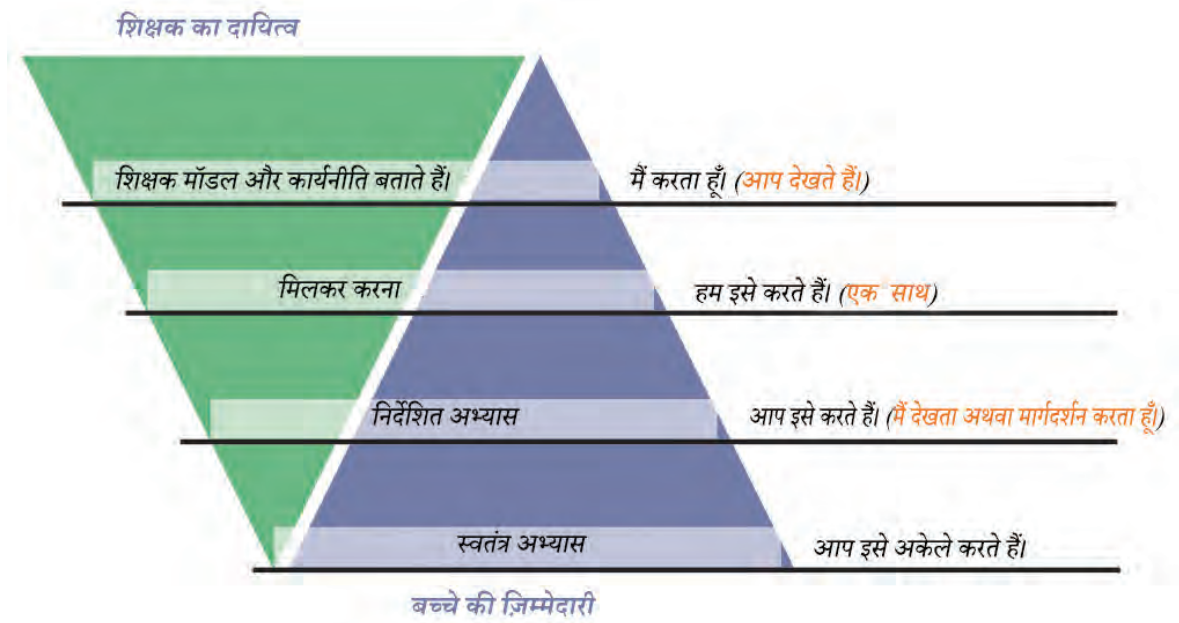 शिक्षक का दायित्व
शिक्षक मॉडल और कार्यनीति बताते हैं। मैं करता हूँ। (आप देखते हैं।)
मिलकर करना हम इसे करते हैं। (एक साथ)
निर्देशित अभ्यास आप इसे करते हैं। (मैं देखता अथवा मार्गदर्शन करता हूँ।)
स्वतंत्र अभ्यास आप इसे अकेले करते हैं।
बच्चे की ज़िम्मेदारी